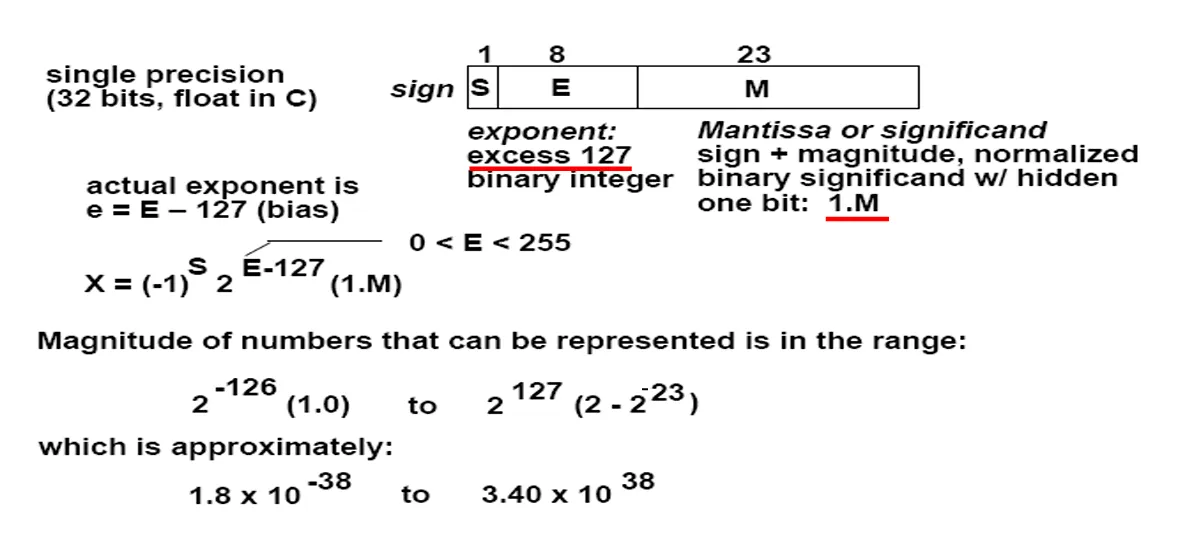 1 8 23
single precision
(32 bits, float in C)
sign S E M
exponent:
excess 127
binary integer
Mantissa or significand
sign + magnitude, normalized
binary significand w/ hidden
one bit: 1.M
actual exponent is
e = E – 127 (bias)
0 < E < 255
X = (-1)^S 2^E-127 (1.M)
Magnitude of numbers that can be represented is in the range:
2^-126 (1.0) to 2^127 (2 - 2^-23)
which is approximately:
1.8 x 10^-38 to 3.40 x 10^38